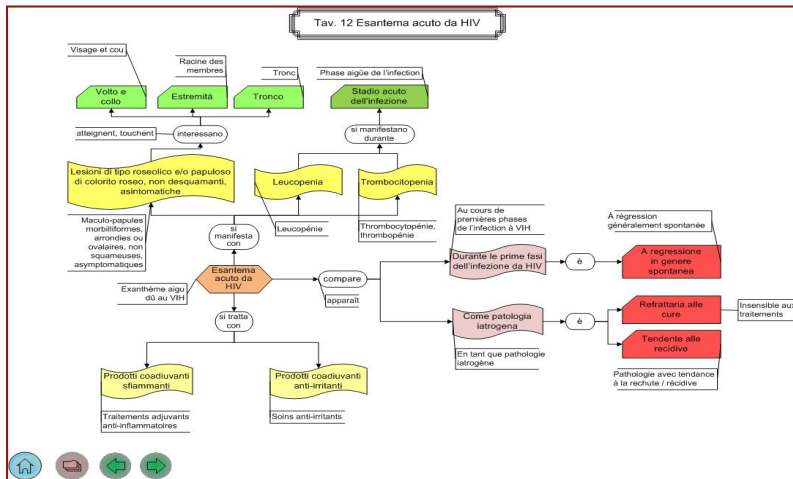 Tav. 12 Esantema acuto da HIV
Visage et cou
Racine des
membres
Tronc
Phase aigüe de l'infection
Volto e
collo
Estremità
Tronco
Stadio acuto
dell'infezione
atteignent, touchent
interessano
si manifestano
durante
Lesioni di tipo roseolico e/o papuloso
di colorito roseo, non desquamanti,
asintomatiche
Leucopenia
Trombocitopenia
Maculo-papules
morbilliformes,
arrondies ou
ovalaires, non
squameuses,
asymptomatiques
si
manifesta
con
Leucopénie
Thrombocytopénie,
thrombopénie
Au cours de
premières phases
de l'infection à VIH
À régression
généralement spontanée
Durante le prime fasi
dell'infezione da HIV
è
A regressione
in genere
spontanea
Esantema
acuto da
HIV
compare
Exanthème aigu
dû au VIH
apparaît
si tratta
con
Come patologia
iatrogena
è
Refrattaria alle
cure
Insensible aux
traitements
Tendente alle
recidive
En tant que pathologie
iatrogène
Pathologie avec tendance
à la rechute / récidive
Prodotti coadiuvanti
sfiammanti
Prodotti coadiuvanti
anti-irritanti
Traitements adjuvants
anti-inflammatoires
Soins anti-irritants